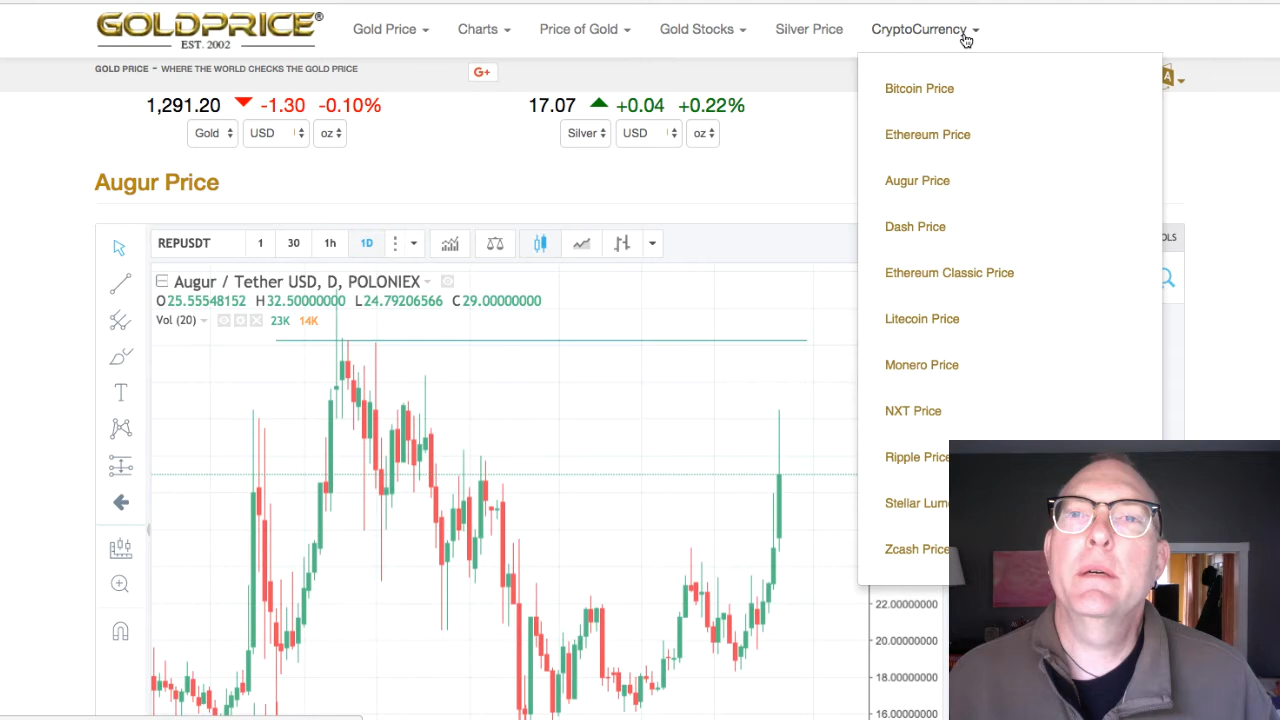 GOLDPRICE®
EST. 2002
Gold Price
Charts
Price of Gold
Gold Stocks
Silver Price
CryptoCurrency
GOLD PRICE - WHERE THE WORLD CHECKS THE GOLD PRICE
G+
A
1,291.20 -1.30 -0.10%
17.07 +0.04 +0.22%
Gold USD oz
Silver USD oz
Bitcoin Price
Ethereum Price
Augur Price
Dash Price
Ethereum Classic Price
Litecoin Price
Monero Price
NXT Price
Ripple Price
Stellar Lum
Zcash Price
Augur Price
REPUSDT 1 30 1h 1D
OLS
Augur / Tether USD, D, POLONIEX
O25.55548152 H32.50000000 L24.79206566 C29.00000000
Vol (20) 23K 14K
T
22.00000000
20.00000000
18.00000000
16.00000000